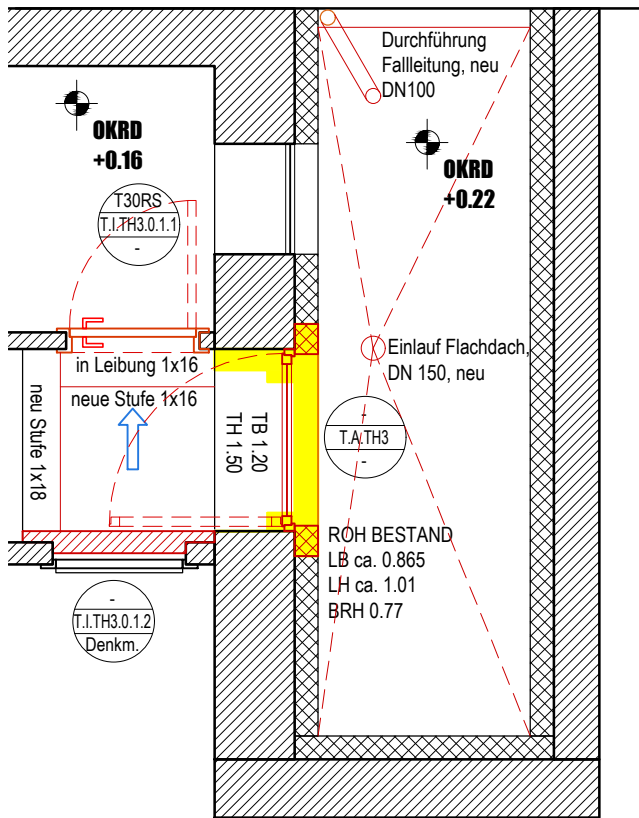 Durchführung
Fallleitung, neu
DN100
OKRD
+0.16
OKRD
+0.22
T30RS
T.I.TH3.0.1.1
-
in Leibung 1x16
neue Stufe 1x16
neu Stufe 1x18
TB 1.20
TH 1.50
Einlauf Flachdach,
DN 150, neu
-
T.A.TH3
-
ROH BESTAND
LB ca. 0.865
LH ca. 1.01
BRH 0.77
-
T.I.TH3.0.1.2
Denkm.